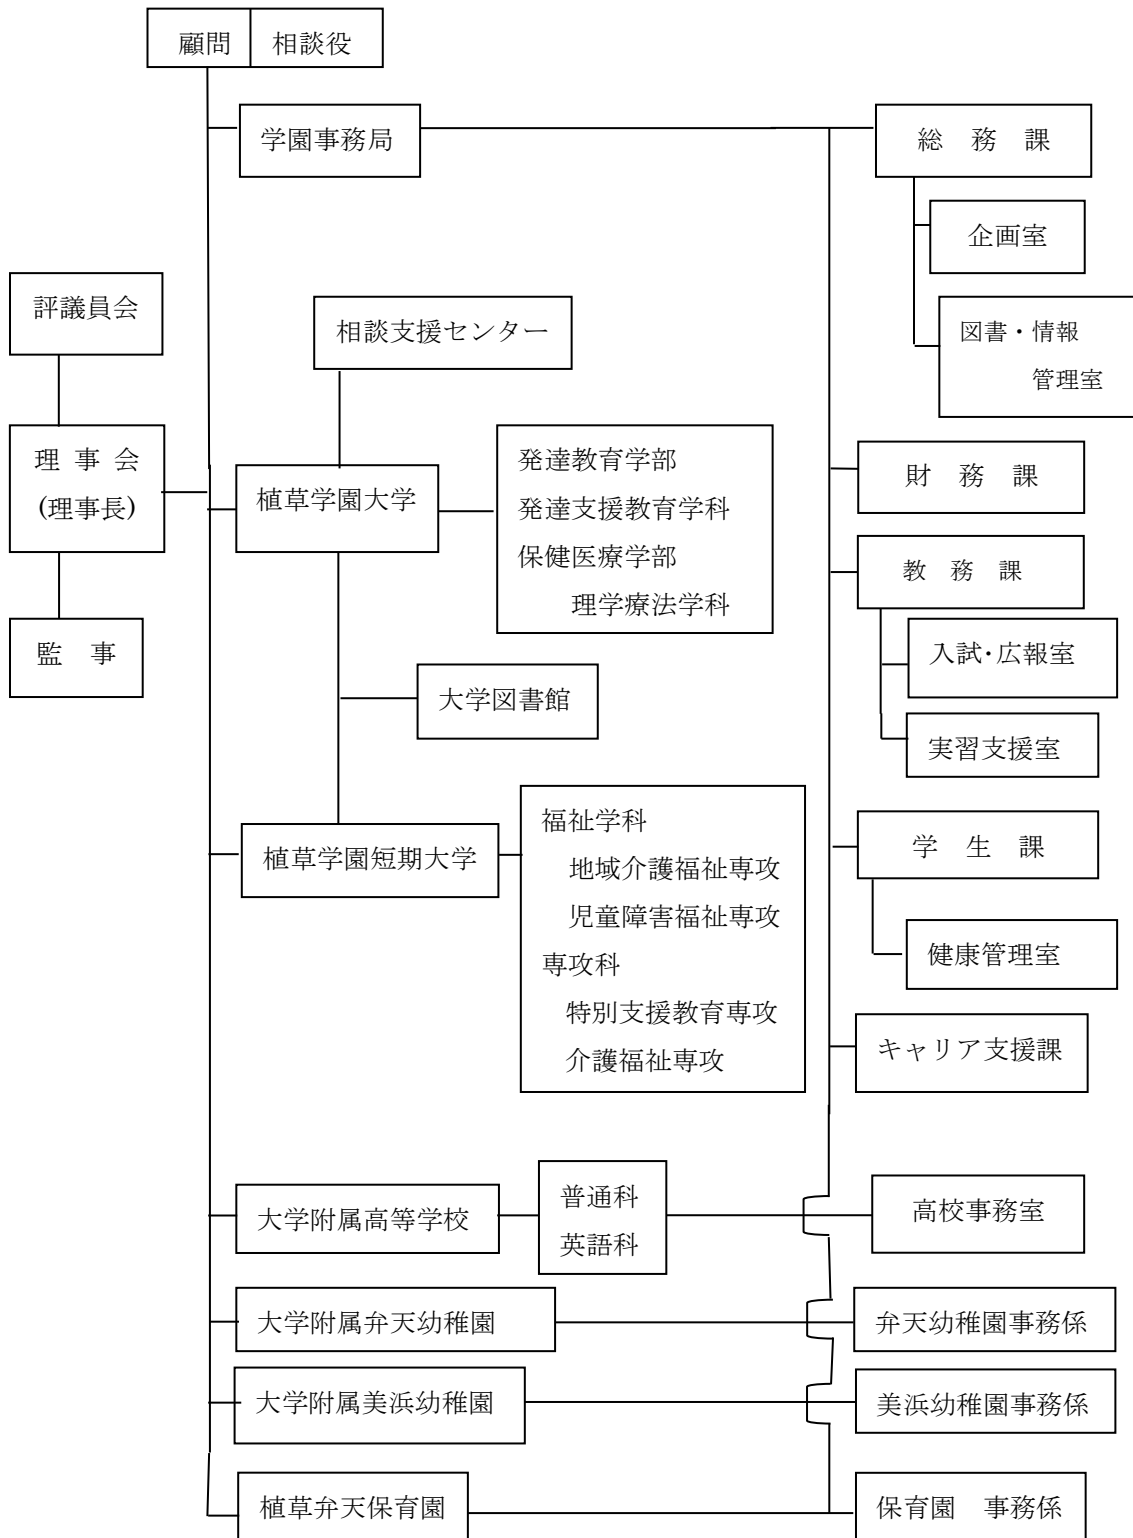 顧問 相談役
学園事務局
総　務　課
企画室
図書・情報
管理室
評議員会
相談支援センター
理 事 会
(理事長)
監　事
植草学園大学
発達教育学部
発達支援教育学科
保健医療学部
理学療法学科
財　務　課
教　務　課
入試･広報室
実習支援室
大学図書館
植草学園短期大学
福祉学科
地域介護福祉専攻
児童障害福祉専攻
専攻科
特別支援教育専攻
介護福祉専攻
学　生　課
健康管理室
キャリア支援課
大学附属高等学校
普通科
英語科
高校事務室
大学附属弁天幼稚園
弁天幼稚園事務係
大学附属美浜幼稚園
美浜幼稚園事務係
植草弁天保育園
保育園　事務係